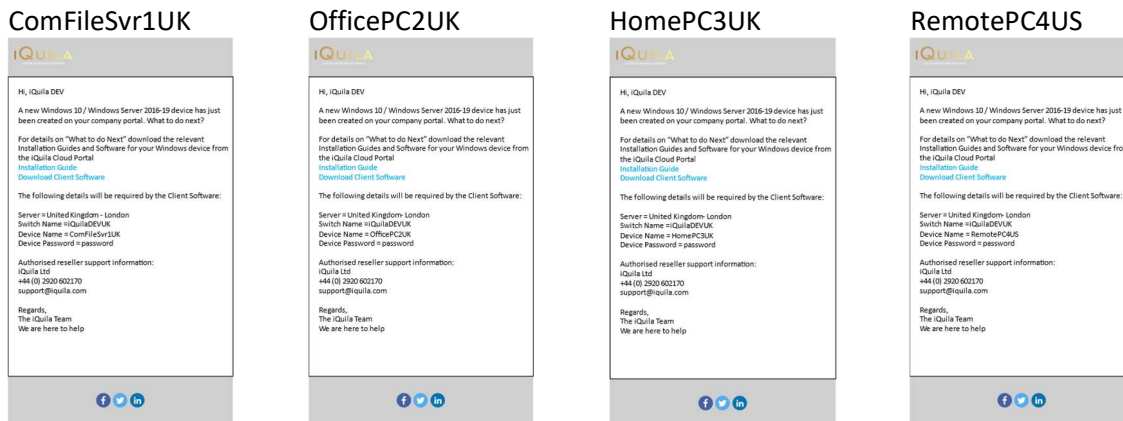 ComFileSvr1UK
iQuila
Hi, iQuila DEV
A new Windows 10 / Windows Server 2016-19 device has just
been created on your company portal. What to do next?
For details on "What to do Next" download the relevant
Installation Guides and Software for your Windows device from
the iQuila Cloud Portal
Installation Guide
Download Client Software
The following details will be required by the Client Software:
Server = United Kingdom - London
Switch Name =iQuilaDEVUK
Device Name = ComFileSvr1UK
Device Password = password
Authorised reseller support information:
iQuila Ltd
+44 (0) 2920 602170
support@iquila.com
Regards,
The iQuila Team
We are here to help
f in
OfficePC2UK
iQuila
Hi, iQuila DEV
A new Windows 10 / Windows Server 2016-19 device has just
been created on your company portal. What to do next?
For details on "What to do Next" download the relevant
Installation Guides and Software for your Windows device from
the iQuila Cloud Portal
Installation Guide
Download Client Software
The following details will be required by the Client Software:
Server = United Kingdom- London
Switch Name =iQuilaDEVUK
Device Name = OfficePC2UK
Device Password = password
Authorised reseller support information:
iQuila Ltd
+44 (0) 2920 602170
support@iquila.com
Regards,
The iQuila Team
We are here to help
f in
HomePC3UK
iQuila
Hi, iQuila DEV
A new Windows 10 / Windows Server 2016-19 device has just
been created on your company portal. What to do next?
For details on "What to do Next" download the relevant
Installation Guides and Software for your Windows device from
the iQuila Cloud Portal
Installation Guide
Download Client Software
The following details will be required by the Client Software:
Server = United Kingdom- London
Switch Name =iQuilaDEVUK
Device Name = HomePC3UK
Device Password = password
Authorised reseller support information:
iQuila Ltd
+44 (0) 2920 602170
support@iquila.com
Regards,
The iQuila Team
We are here to help
f in
RemotePC4US
iQuila
Hi, iQuila DEV
A new Windows 10 / Windows Server 2016-19 device has just
been created on your company portal. What to do next?
For details on "What to do Next" download the relevant
Installation Guides and Software for your Windows device fro
the iQuila Cloud Portal
Installation Guide
Download Client Software
The following details will be required by the Client Software:
Server = United Kingdom- London
Switch Name =iQuilaDEVUK
Device Name = RemotePC4US
Device Password = password
Authorised reseller support information:
iQuila Ltd
+44 (0) 2920 602170
support@iquila.com
Regards,
The iQuila Team
We are here to help
f in